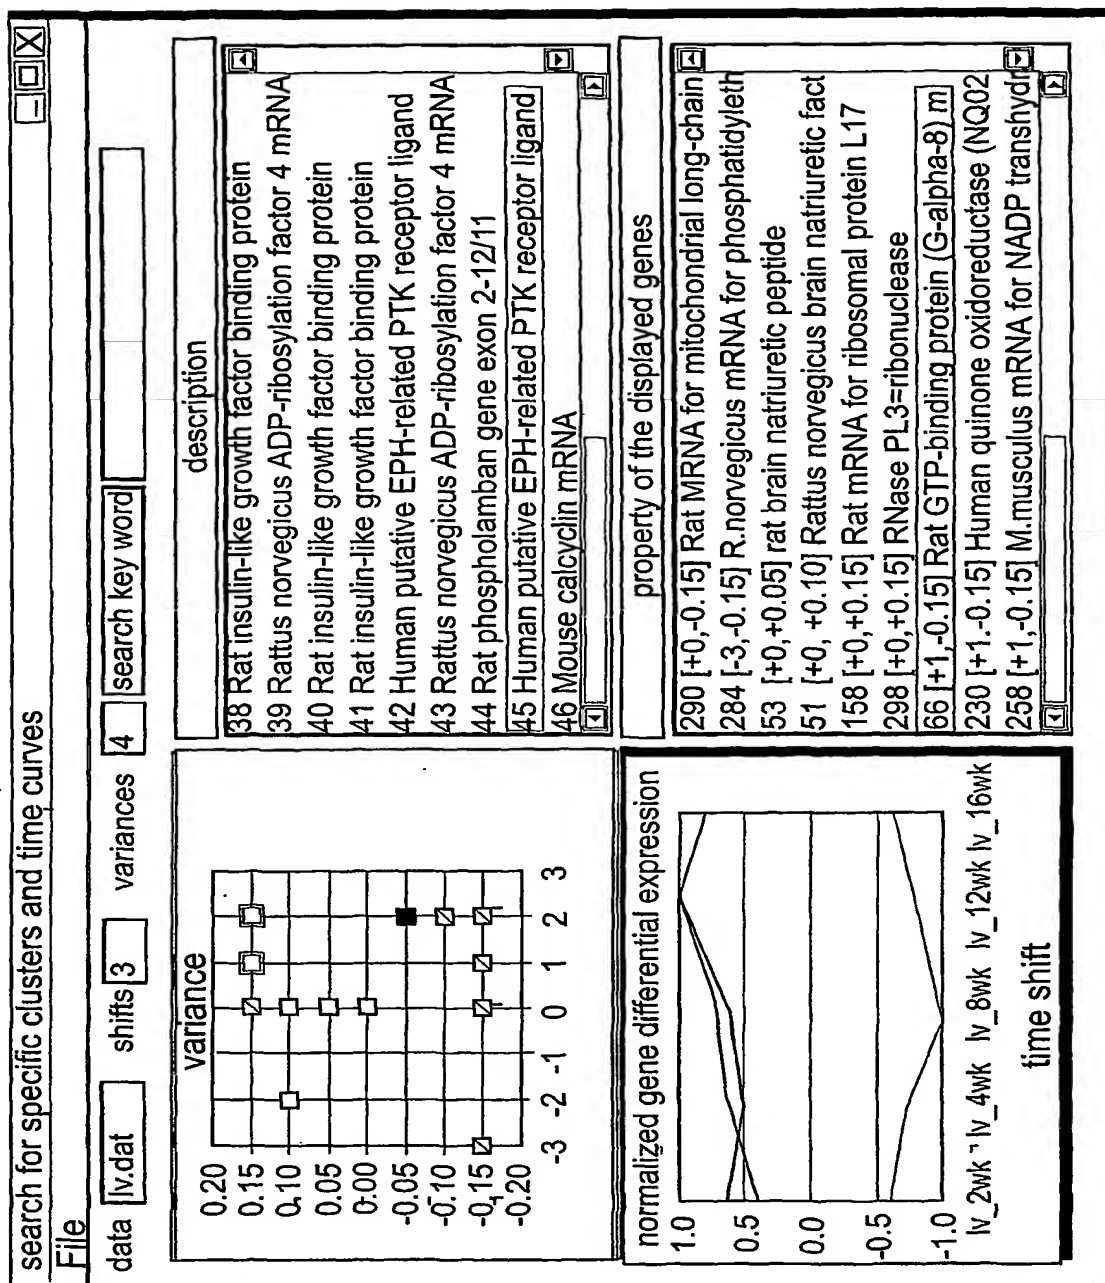 search for specific clusters and time curves
File
data lv.dat shifts 3 variances 4 search key word
variance
0.20
0.15
0.10
0.05
0.00
-0.05
-0.10
-0.15
-0.20
-3 -2 -1 0 1 2 3
description
38 Rat insulin-like growth factor binding protein
39 Rattus norvegicus ADP-ribosylation factor 4 mRNA
40 Rat insulin-like growth factor binding protein
41 Rat insulin-like growth factor binding protein
42 Human putative EPH-related PTK receptor ligand
43 Rattus norvegicus ADP-ribosylation factor 4 mRNA
44 Rat phospholamban gene exon 2-12/11
45 Human putative EPH-related PTK receptor ligand
46 Mouse calcyclin mRNA
normalized gene differential expression
1.0
0.5
0.0
-0.5
-1.0
lv_2wk lv_4wk lv_8wk lv_12wk lv_16wk
time shift
property of the displayed genes
290 [+0,-0.15] Rat MRNA for mitochondrial long-chain
284 [-3,-0.15] R.norvegicus mRNA for phosphatidyleth
53 [+0,+0.05] rat brain natriuretic peptide
51 [+0, +0.10] Rattus norvegicus brain natriuretic fact
158 [+0,+0.15] Rat mRNA for ribosomal protein L17
298 [+0,+0.15] RNase PL3=ribonuclease
66 [+1,-0.15] Rat GTP-binding protein (G-alpha-8) m
230 [+1.-0.15] Human quinone oxidoreductase (NQ02
258 [+1,-0.15] M.musculus mRNA for NADP transhydr